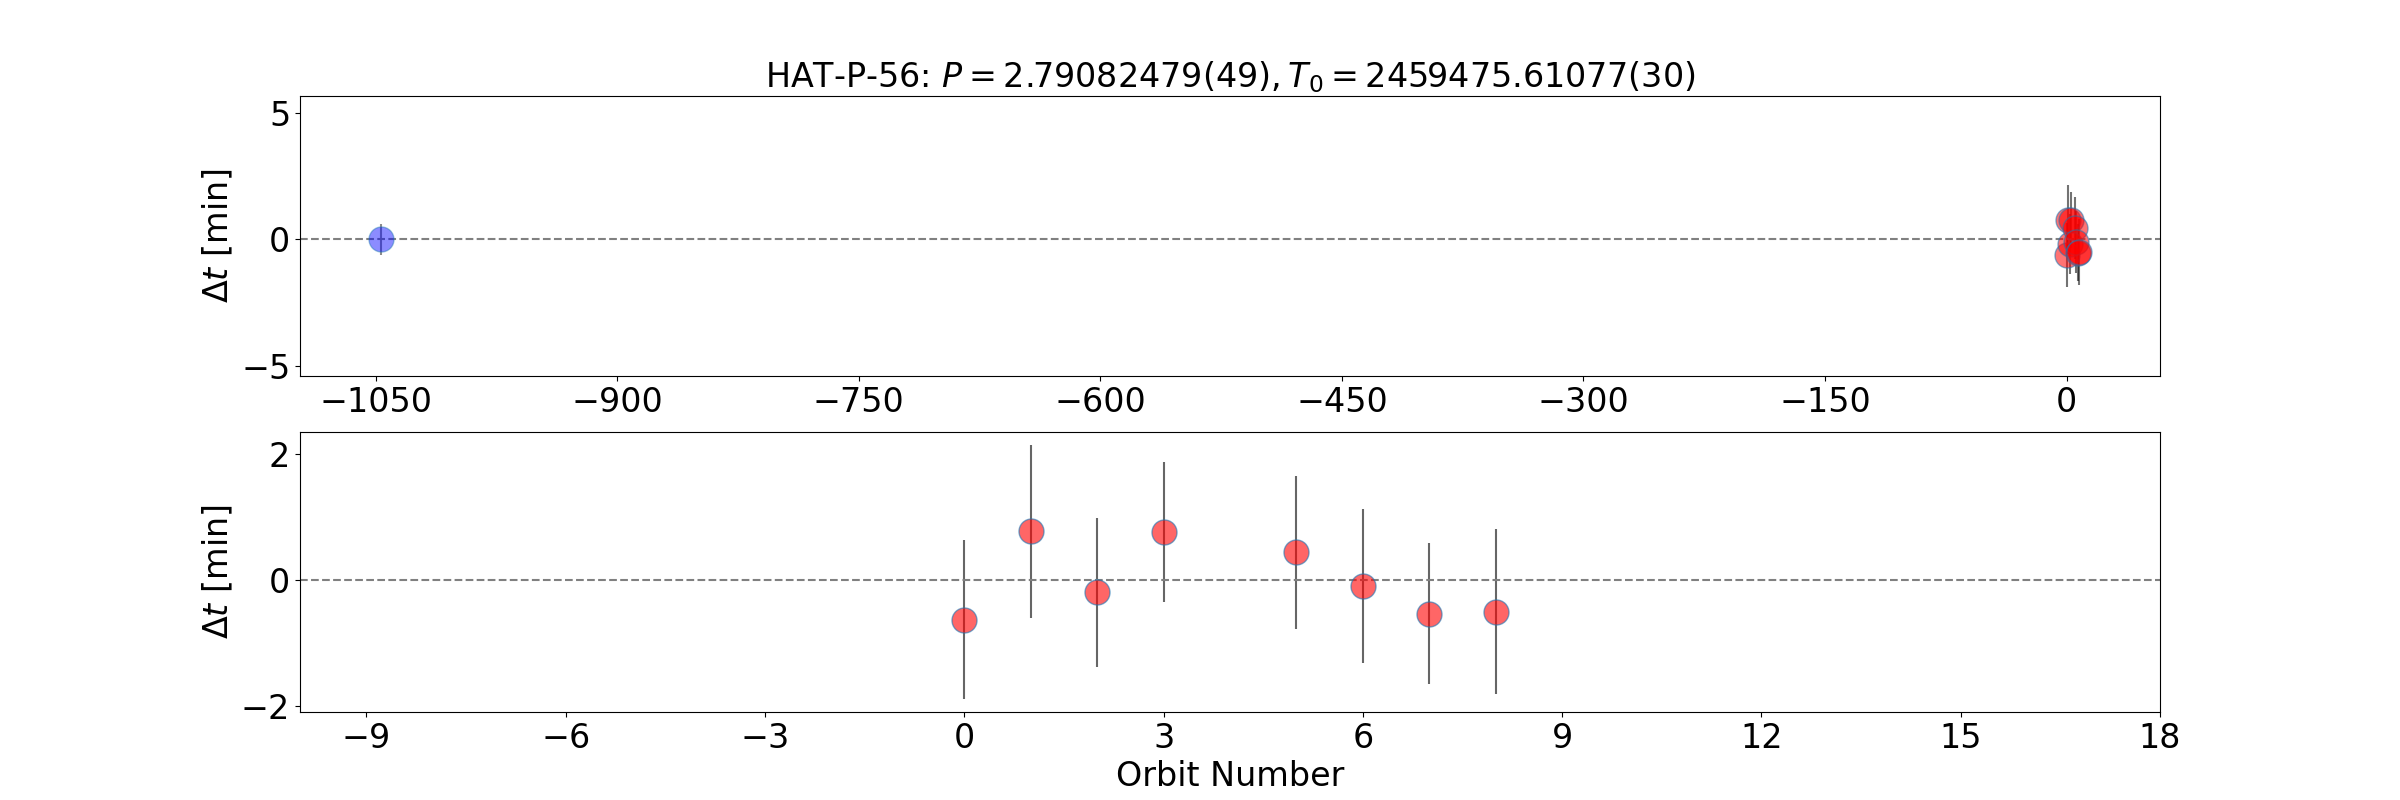 HAT-P-56: P = 2.79082479(49), T₀ = 2459475.61077(30)
5
0
−5
Δt [min]
−1050 −900 −750 −600 −450 −300 −150 0
2
0
−2
Δt [min]
−9 −6 −3 0 3 6 9 12 15 18
Orbit Number